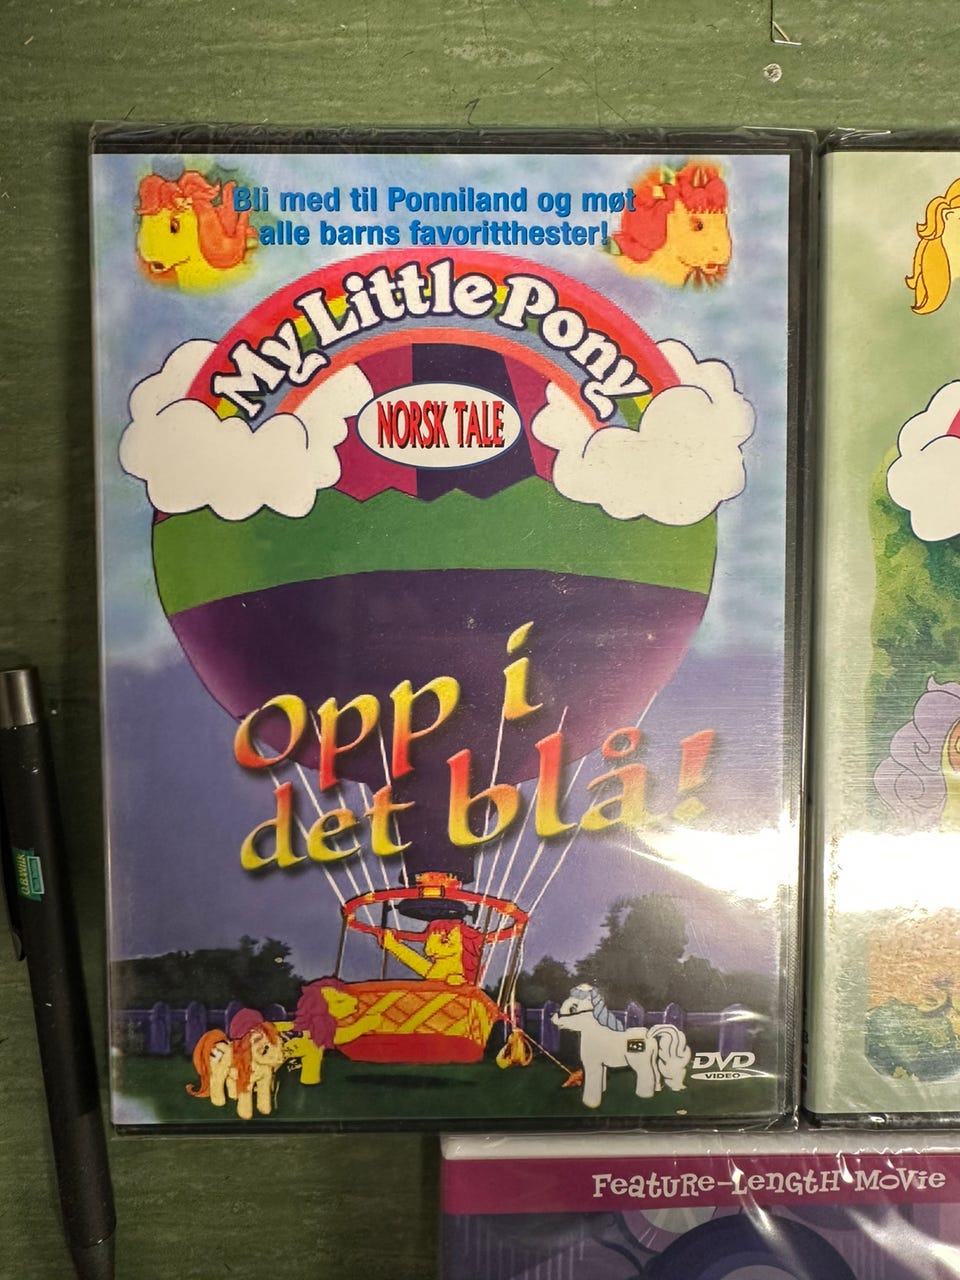 Bli med til Ponniland og møt
alle barns favoritthester!
My Little Pony
NORSK TALE
opp i
det blå!
DVD
VIDEO
FeatuRe-LengtH MoVie